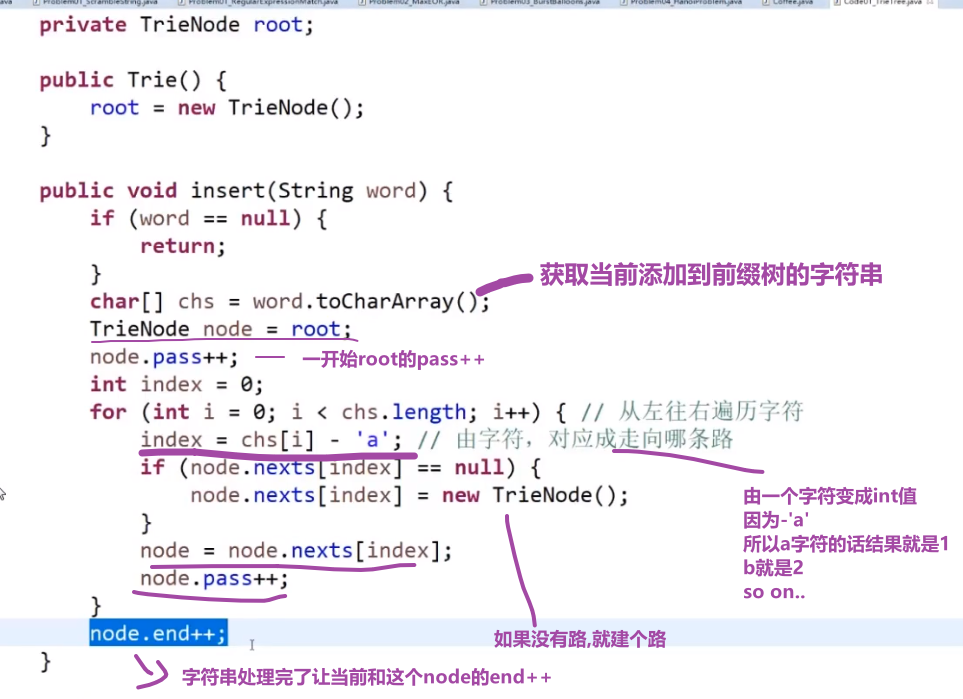 Problem01_ScrambleString.java Problem01_RegularExpressionMatch.java Problem02_MaxEOR.java Problem03_BurstBalloons.java Problem04_HanoiProblem.java Coffee.java Code01_TrieTree.java
private TrieNode root;
public Trie() {
root = new TrieNode();
}
public void insert(String word) {
if (word == null) {
return;
}
char[] chs = word.toCharArray();
获取当前添加到前缀树的字符串
TrieNode node = root;
node.pass++;
一开始root的pass++
int index = 0;
for (int i = 0; i < chs.length; i++) { // 从左往右遍历字符
index = chs[i] - 'a'; // 由字符，对应成走向哪条路
if (node.nexts[index] == null) {
node.nexts[index] = new TrieNode();
}
node = node.nexts[index];
node.pass++;
}
由一个字符变成int值
因为-'a'
所以a字符的话结果就是1
b就是2
so on..
如果没有路,就建个路
node.end++;
}
字符串处理完了让当前和这个node的end++